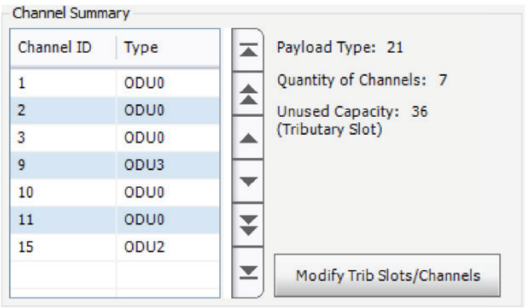 Channel Summary
Channel ID Type
1 ODU0
2 ODU0
3 ODU0
9 ODU3
10 ODU0
11 ODU0
15 ODU2
Payload Type: 21
Quantity of Channels: 7
Unused Capacity: 36
(Tributary Slot)
Modify Trib Slots/Channels